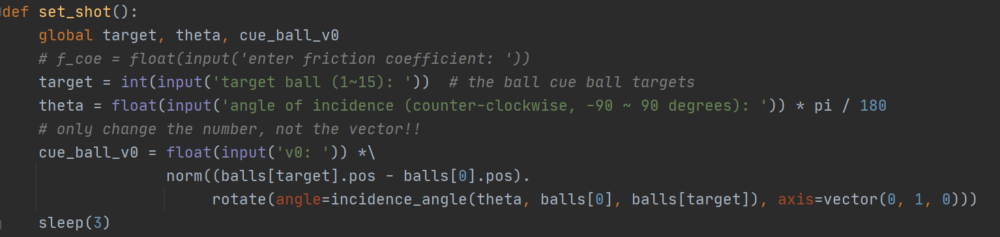 def set_shot():
    global target, theta, cue_ball_v0
    # f_coe = float(input('enter friction coefficient: '))
    target = int(input('target ball (1~15): '))  # the ball cue ball targets
    theta = float(input('angle of incidence (counter-clockwise, -90 ~ 90 degrees): ')) * pi / 180
    # only change the number, not the vector!!
    cue_ball_v0 = float(input('v0: ')) *\
                  norm((balls[target].pos - balls[0].pos).
                       rotate(angle=incidence_angle(theta, balls[0], balls[target]), axis=vector(0, 1, 0)))
    sleep(3)